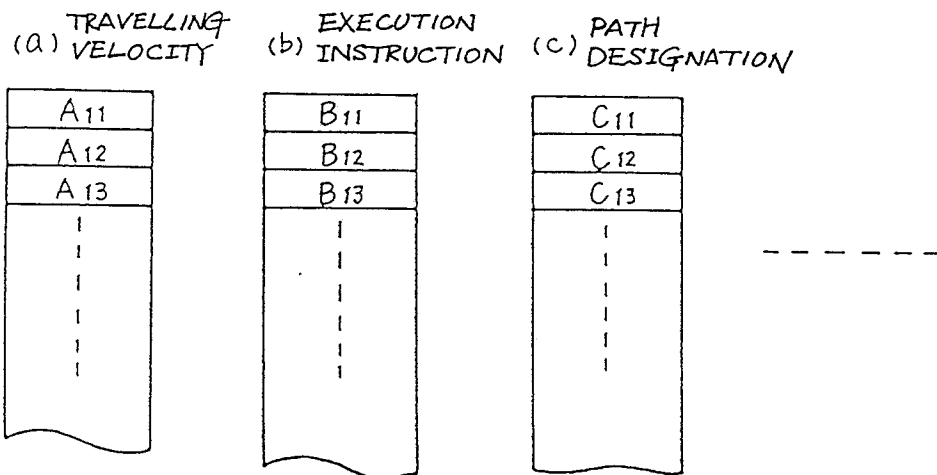 (a) TRAVELLING
VELOCITY
A11
A12
A13
(b) EXECUTION
INSTRUCTION
B11
B12
B13
(c) PATH
DESIGNATION
C11
C12
C13